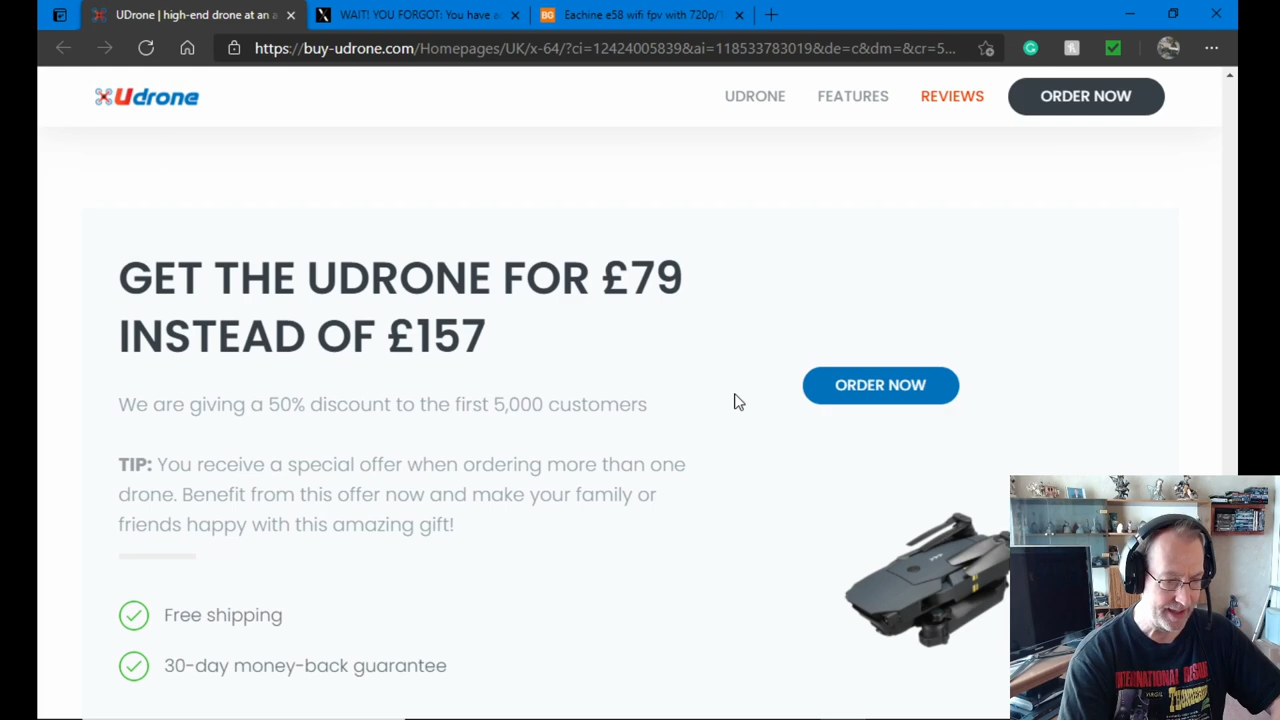 UDrone | high-end drone at an a
WAIT! YOU FORGOT: You have a
BG
Eachine e58 wifi fpv with 720p/1
https://buy-udrone.com/Homepages/UK/x-64/?ci=12424005839&ai=118533783019&de=c&dm=&cr=5...
Udrone
UDRONE
FEATURES
REVIEWS
ORDER NOW
GET THE UDRONE FOR £79
INSTEAD OF £157
We are giving a 50% discount to the first 5,000 customers
ORDER NOW
TIP: You receive a special offer when ordering more than one
drone. Benefit from this offer now and make your family or
friends happy with this amazing gift!
Free shipping
30-day money-back guarantee
INTERNATIONAL RESCUE
VIRGIL